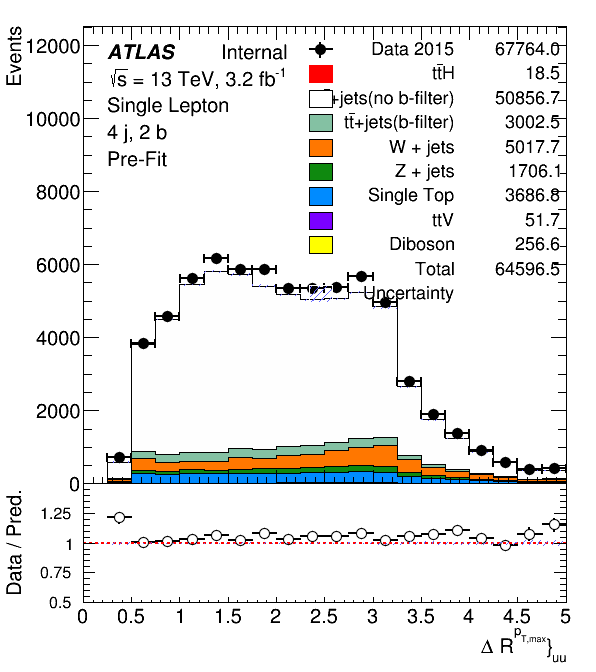 Events
12000
10000
8000
6000
4000
2000
0
ATLAS Internal
√s = 13 TeV, 3.2 fb⁻¹
Single Lepton
4 j, 2 b
Pre-Fit
Data 2015 67764.0
tt̄H 18.5
+jets(no b-filter) 50856.7
tt̄+jets(b-filter) 3002.5
W + jets 5017.7
Z + jets 1706.1
Single Top 3686.8
ttV 51.7
Diboson 256.6
Total 64596.5
Uncertainty
Data / Pred.
1.25
1
0.75
0.5
0 0.5 1 1.5 2 2.5 3 3.5 4 4.5 5
Δ R^{p_{T,max}}}_{uu}